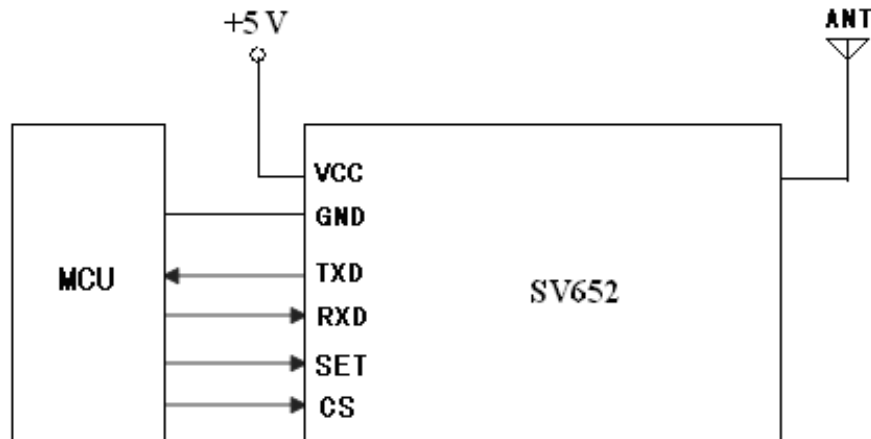 +5 V
ANT
VCC
GND
TXD
RXD
SET
CS
MCU
SV652